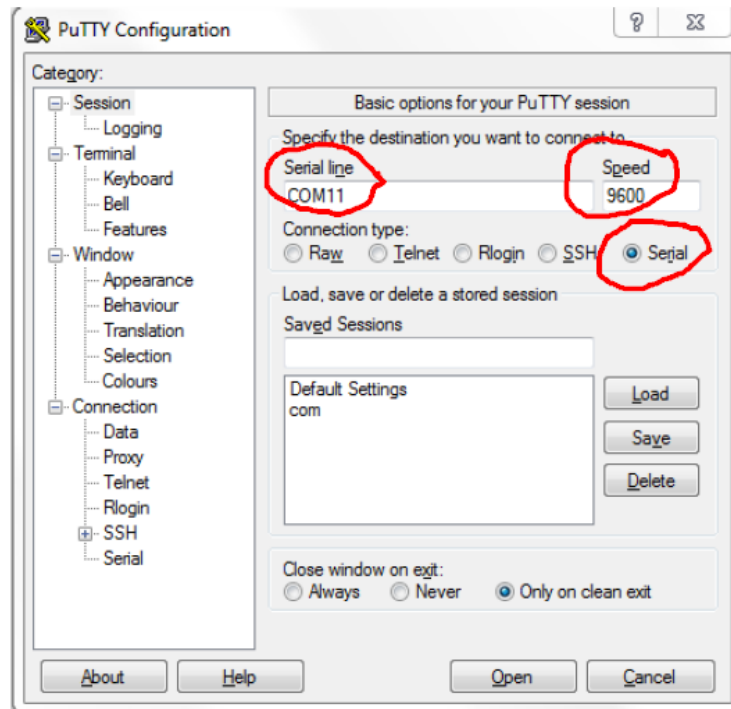 PuTTY Configuration
Category:
Session
Logging
Terminal
Keyboard
Bell
Features
Window
Appearance
Behaviour
Translation
Selection
Colours
Connection
Data
Proxy
Telnet
Rlogin
SSH
Serial
Basic options for your PuTTY session
Specify the destination you want to connect to
Serial line Speed
COM11 9600
Connection type:
Raw Telnet Rlogin SSH Serial
Load, save or delete a stored session
Saved Sessions
Default Settings
com
Load
Save
Delete
Close window on exit:
Always Never Only on clean exit
About Help Open Cancel